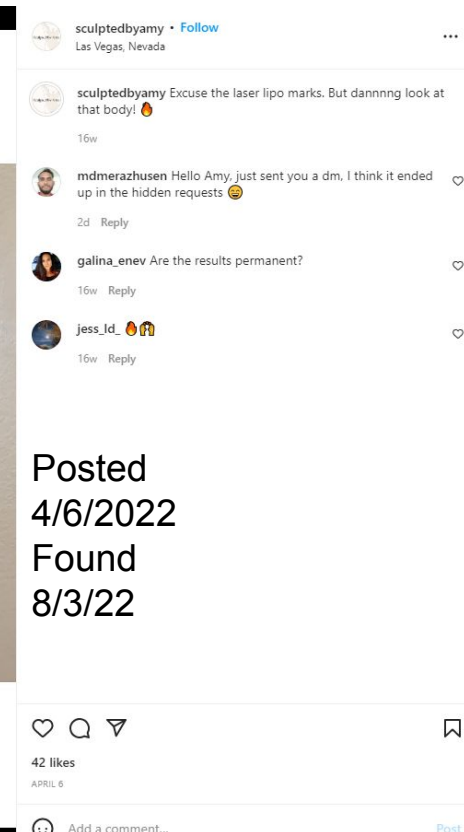 sculptedbyamy • Follow
Las Vegas, Nevada
sculptedbyamy Excuse the laser lipo marks. But dannnng look at
that body! 🔥
16w
mdmerazhusen Hello Amy, just sent you a dm, I think it ended
up in the hidden requests 😄
2d Reply
galina_enev Are the results permanent?
16w Reply
jess_ld_ 🔥🙌
16w Reply
Posted
4/6/2022
Found
8/3/22
42 likes
APRIL 6
Add a comment...
Post